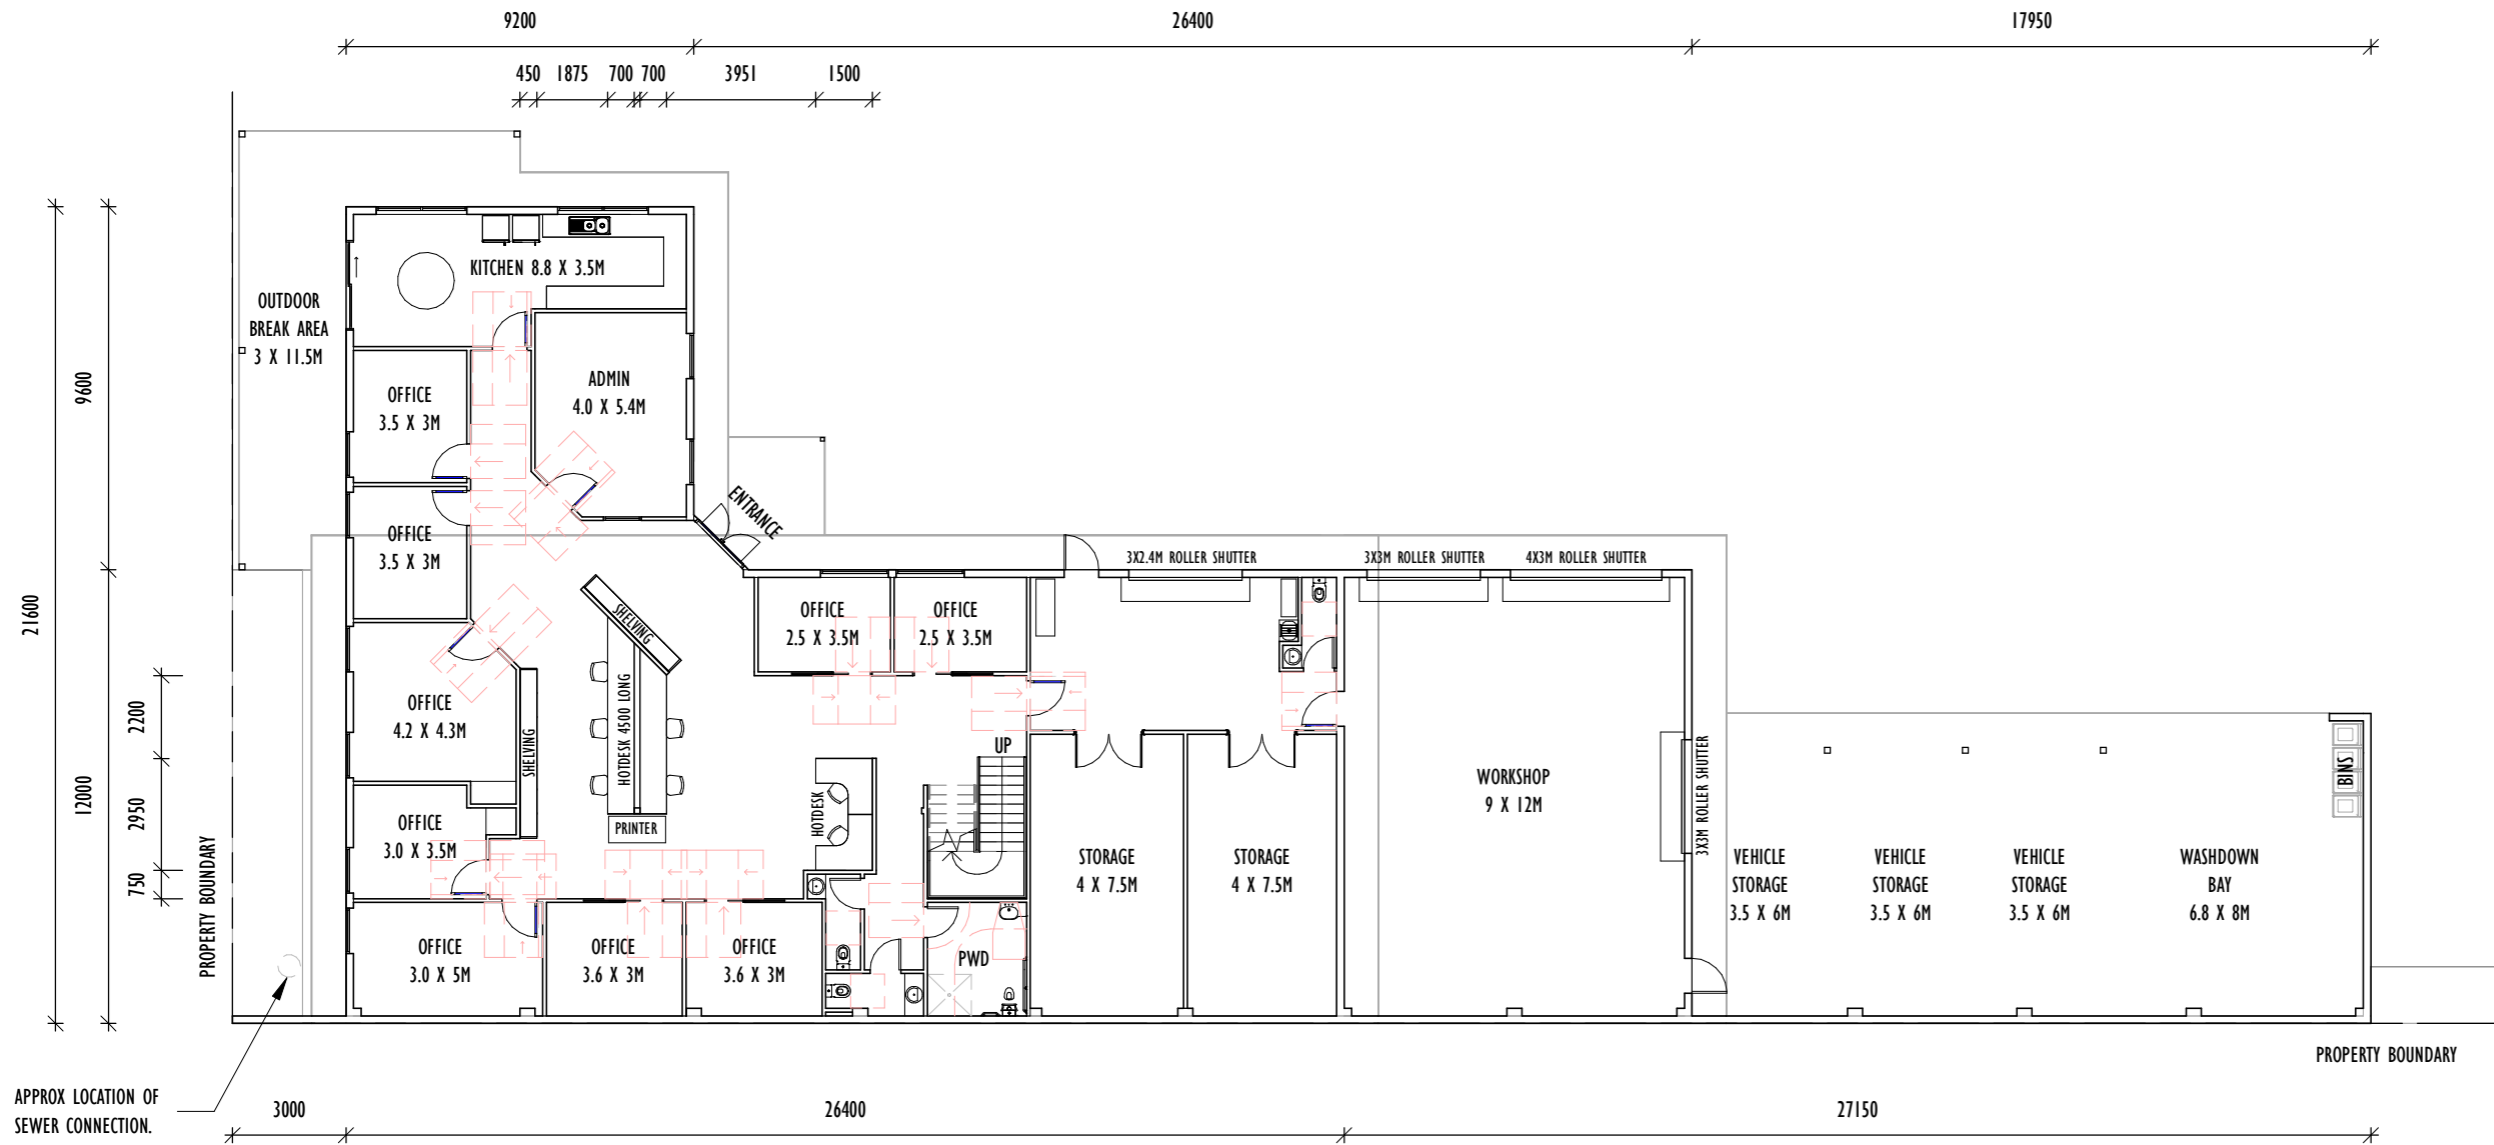 9200
26400
17950
450
1875
700
700
3951
1500
KITCHEN 8.8 X 3.5M
OUTDOOR
BREAK AREA
3 X 11.5M
OFFICE
3.5 X 3M
ADMIN
4.0 X 5.4M
9600
OFFICE
3.5 X 3M
ENTRANCE
3X2.4M ROLLER SHUTTER
3X3M ROLLER SHUTTER
4X3M ROLLER SHUTTER
21600
SHELVING
OFFICE
2.5 X 3.5M
OFFICE
2.5 X 3.5M
OFFICE
4.2 X 4.3M
SHELVING
HOTDESK 4500 LONG
2200
UP
12000
2950
750
PROPERTY BOUNDARY
OFFICE
3.0 X 3.5M
PRINTER
HOTDESK
STORAGE
4 X 7.5M
STORAGE
4 X 7.5M
WORKSHOP
9 X 12M
3X3M ROLLER SHUTTER
BINS
VEHICLE
STORAGE
3.5 X 6M
VEHICLE
STORAGE
3.5 X 6M
VEHICLE
STORAGE
3.5 X 6M
WASHDOWN
BAY
6.8 X 8M
OFFICE
3.0 X 5M
OFFICE
3.6 X 3M
OFFICE
3.6 X 3M
PWD
PROPERTY BOUNDARY
APPROX LOCATION OF
SEWER CONNECTION.
3000
26400
27150